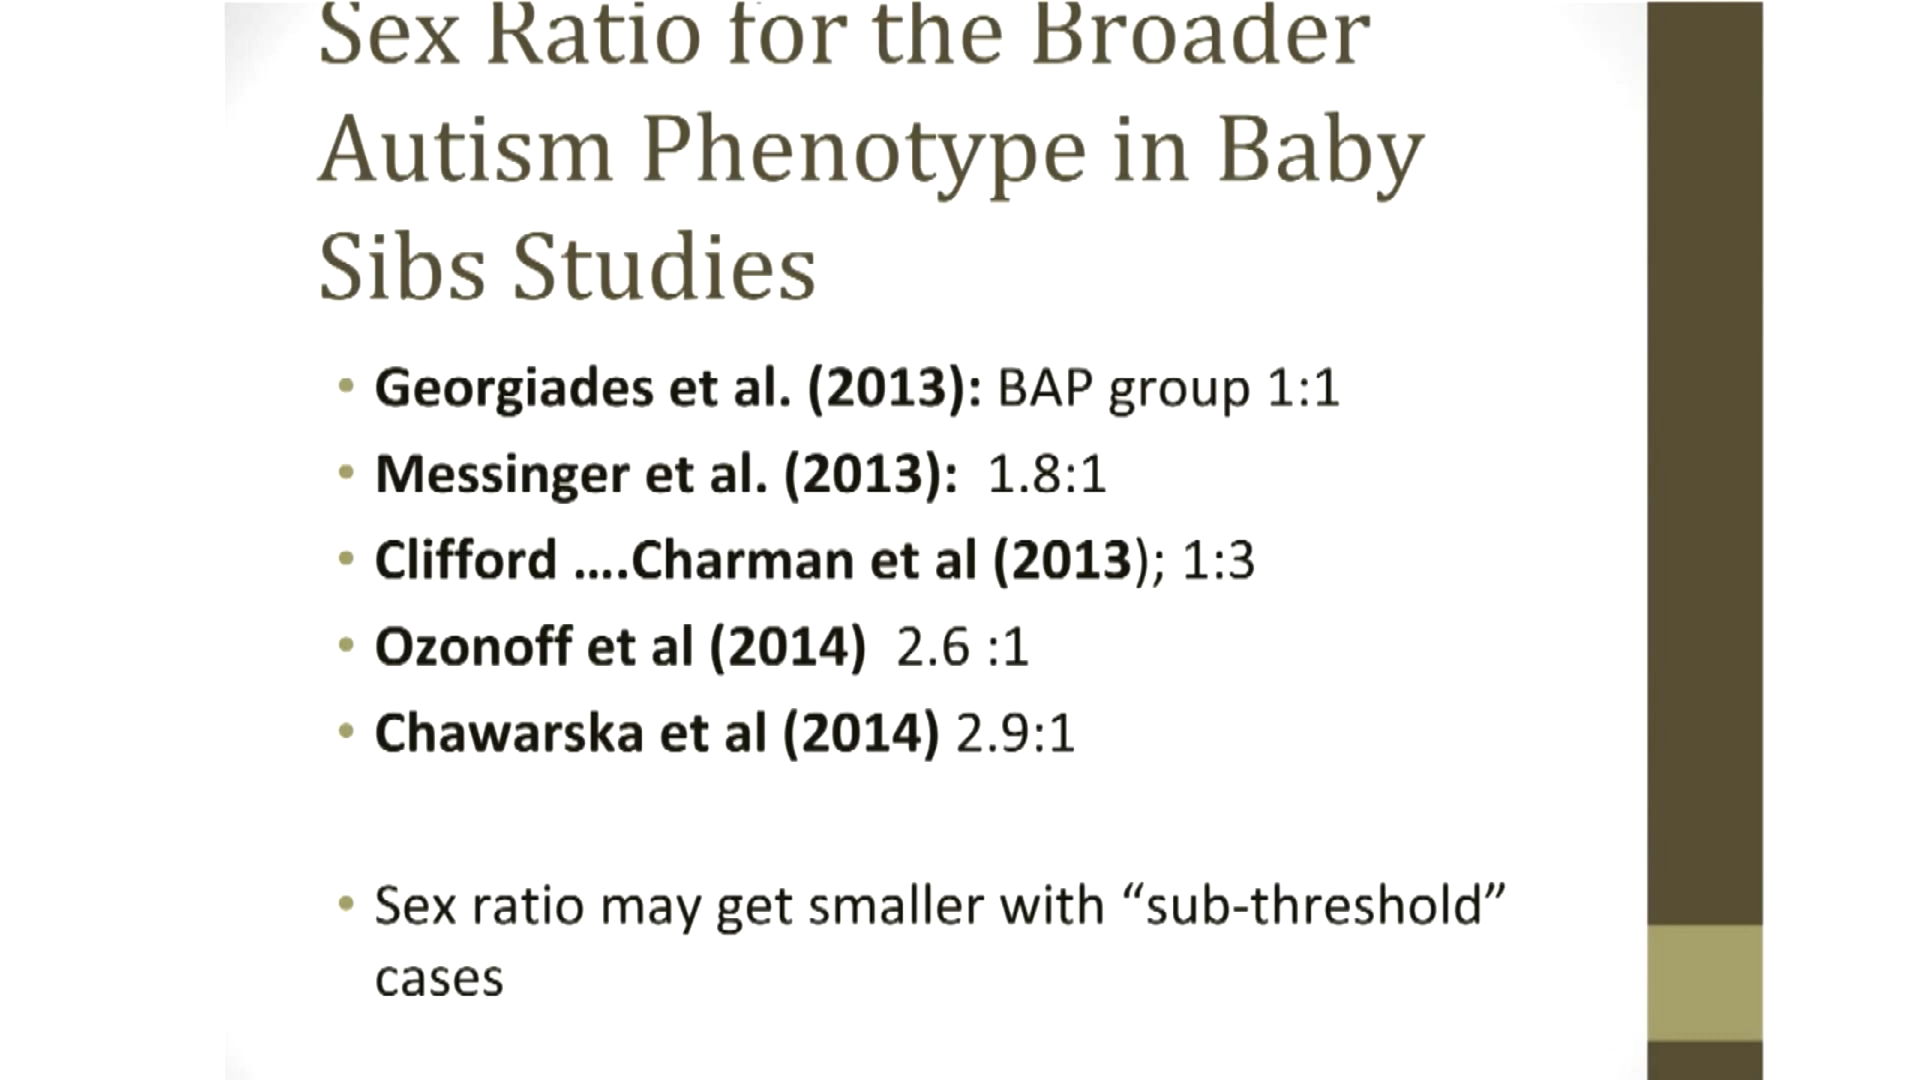 Sex Ratio for the Broader
Autism Phenotype in Baby
Sibs Studies
• Georgiades et al. (2013): BAP group 1:1
• Messinger et al. (2013):  1.8:1
• Clifford ....Charman et al (2013); 1:3
• Ozonoff et al (2014)  2.6 :1
• Chawarska et al (2014) 2.9:1
• Sex ratio may get smaller with “sub-threshold”
cases